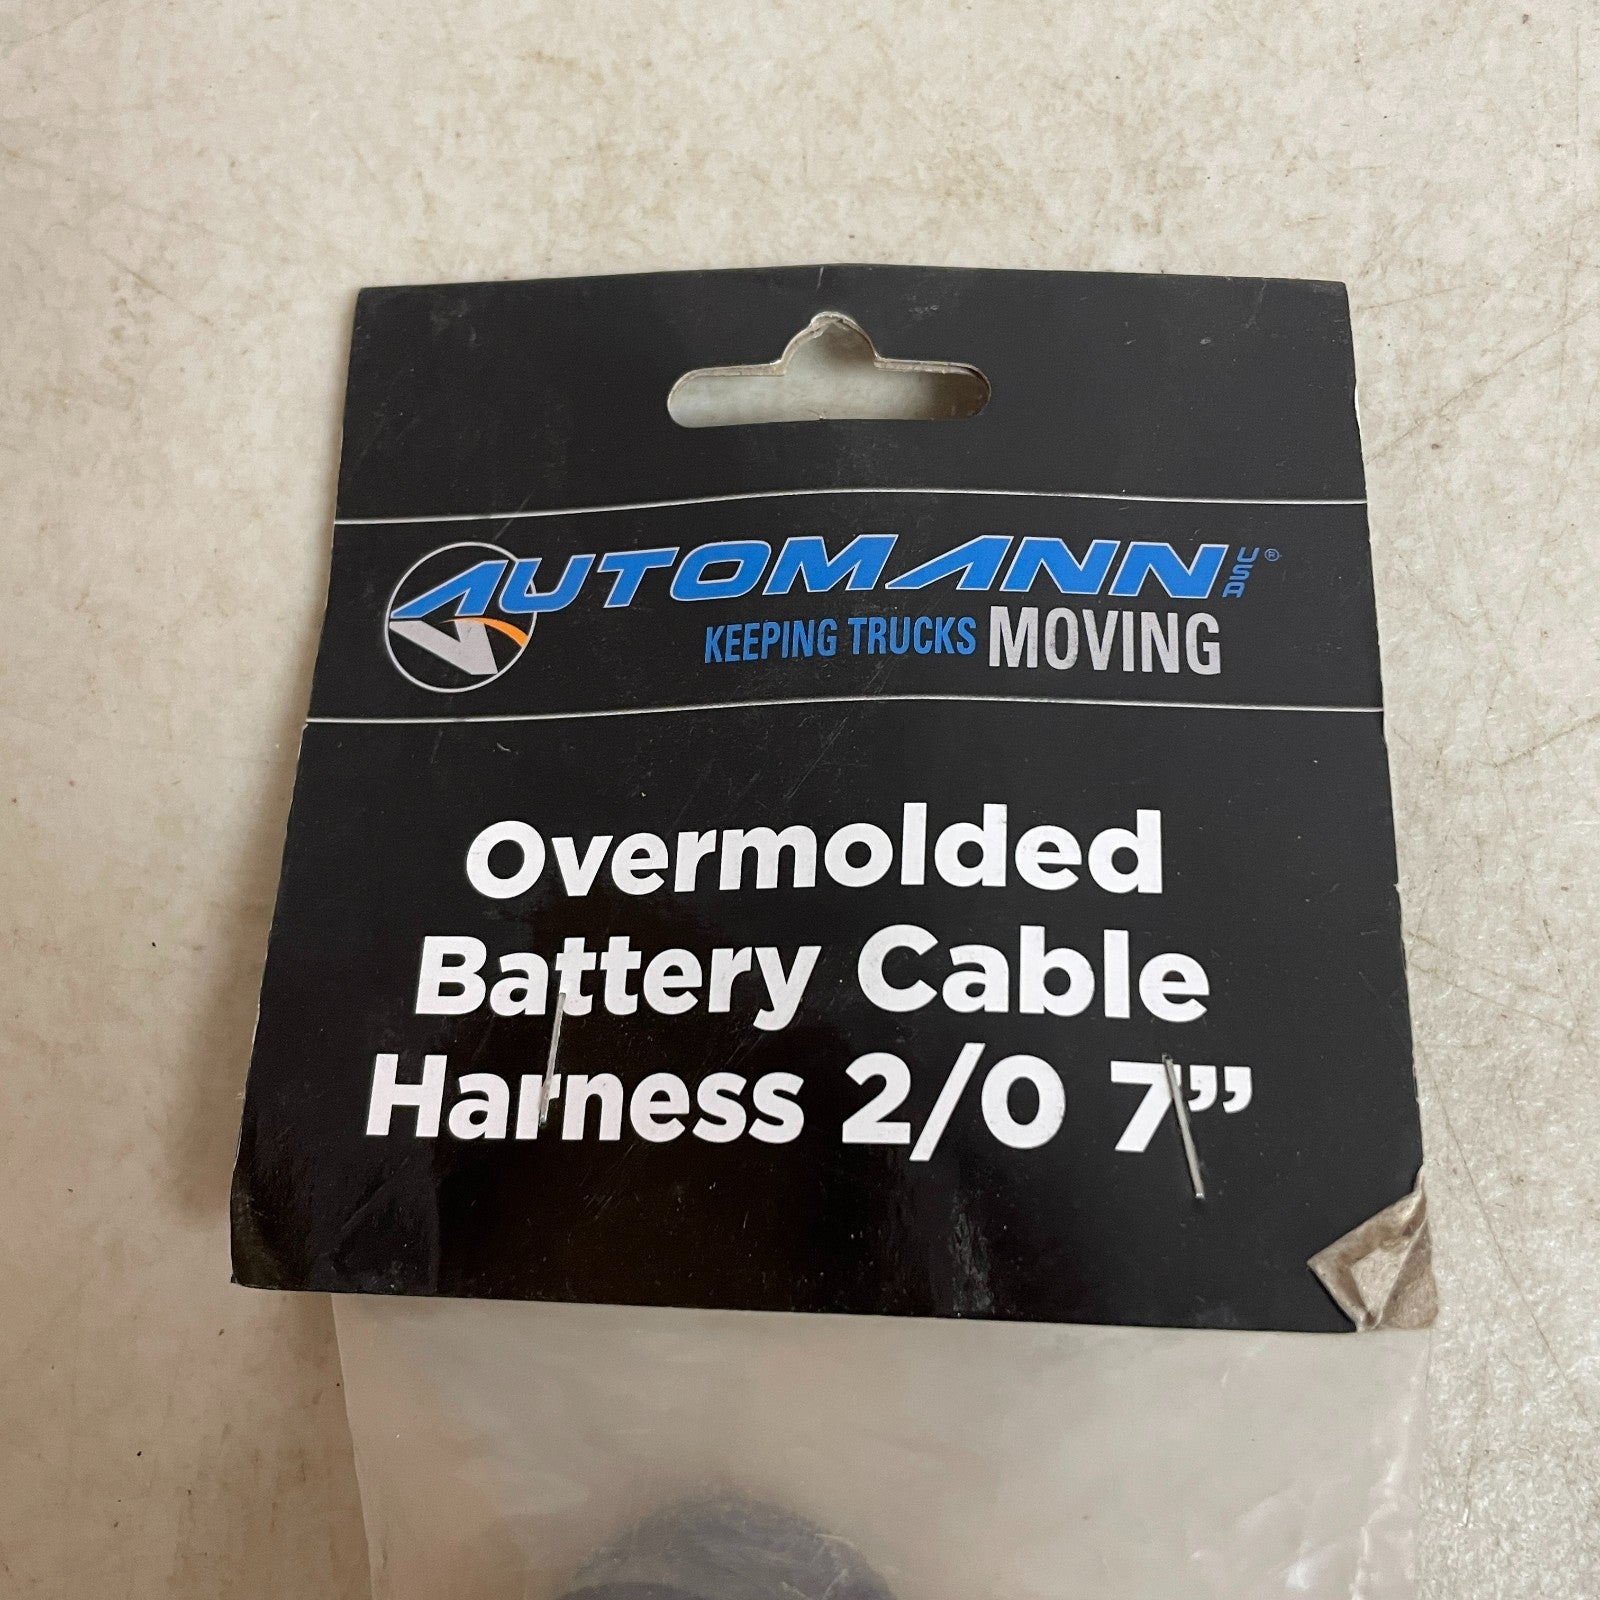 AUTOMANN USA®
KEEPING TRUCKS MOVING
Overmolded
Battery Cable
Harness 2/0 7”